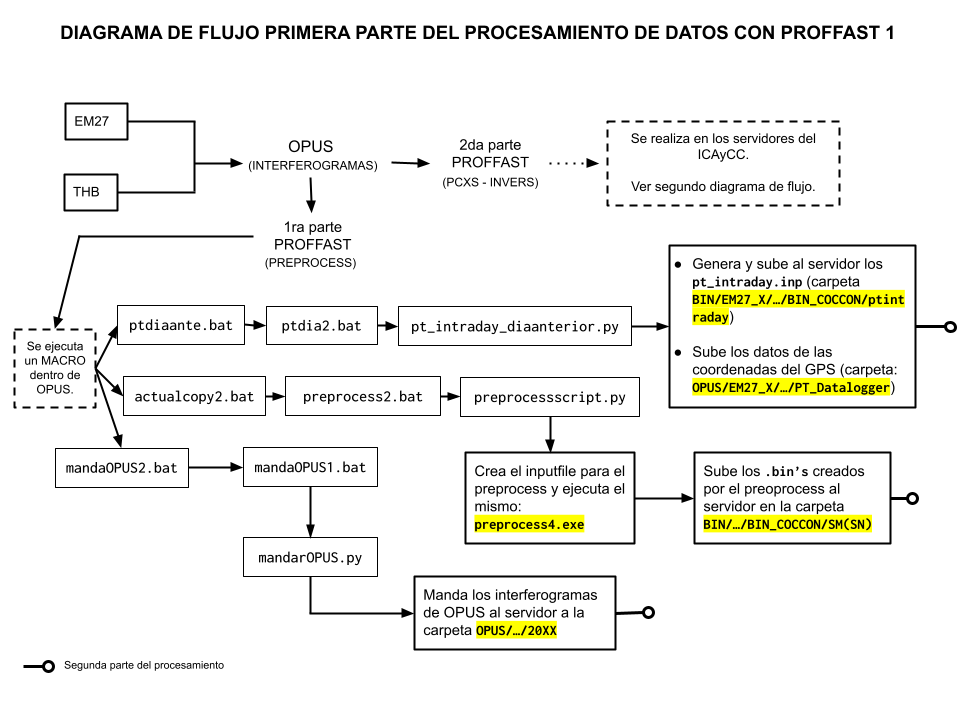 DIAGRAMA DE FLUJO PRIMERA PARTE DEL PROCESAMIENTO DE DATOS CON PROFFAST 1
EM27
THB
OPUS
(INTERFEROGRAMAS)
2da parte
PROFFAST
(PCXS - INVERS)
Se realiza en los servidores del
ICAyCC.
Ver segundo diagrama de flujo.
1ra parte
PROFFAST
(PREPROCESS)
Se ejecuta
un MACRO
dentro de
OPUS.
ptdiaante.bat
ptdia2.bat
pt_intraday_diaanterior.py
● Genera y sube al servidor los
pt_intraday.inp (carpeta
BIN/EM27_X/…/BIN_COCCON/ptint
raday)
● Sube los datos de las
coordenadas del GPS (carpeta:
OPUS/EM27_X/…/PT_Datalogger)
actualcopy2.bat
preprocess2.bat
preprocessscript.py
mandaOPUS2.bat
mandaOPUS1.bat
Crea el inputfile para el
preprocess y ejecuta el
mismo:
preprocess4.exe
Sube los .bin's creados
por el preoprocess al
servidor en la carpeta
BIN/…/BIN_COCCON/SM(SN)
mandarOPUS.py
Manda los interferogramas
de OPUS al servidor a la
carpeta OPUS/…/20XX
Segunda parte del procesamiento